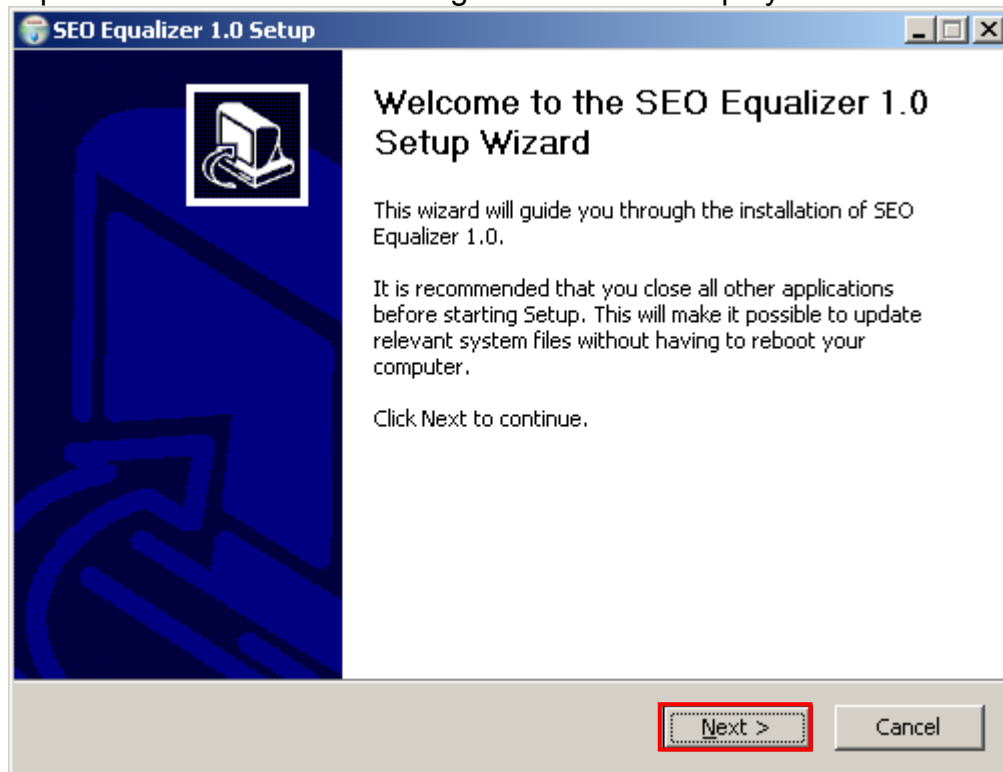 SEO Equalizer 1.0 Setup
Welcome to the SEO Equalizer 1.0
Setup Wizard
This wizard will guide you through the installation of SEO
Equalizer 1.0.
It is recommended that you close all other applications
before starting Setup. This will make it possible to update
relevant system files without having to reboot your
computer.
Click Next to continue.
Next >
Cancel